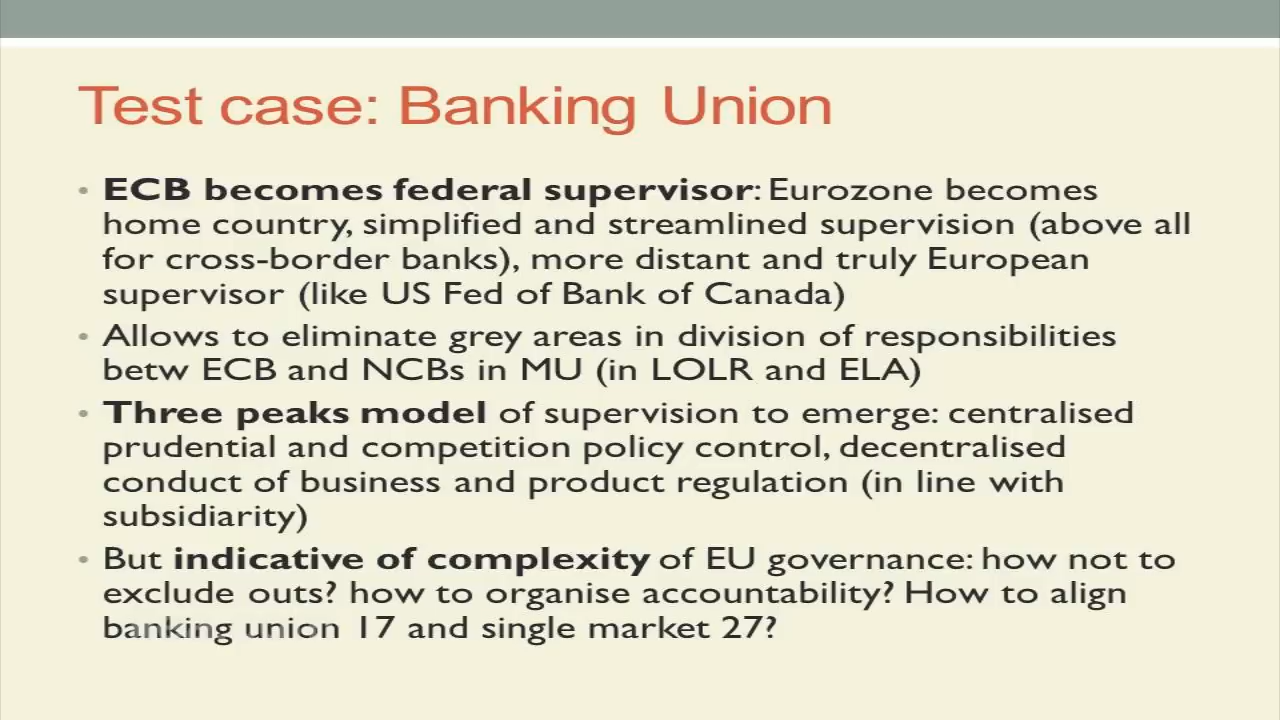 Test case: Banking Union
• ECB becomes federal supervisor: Eurozone becomes
home country, simplified and streamlined supervision (above all
for cross-border banks), more distant and truly European
supervisor (like US Fed of Bank of Canada)
• Allows to eliminate grey areas in division of responsibilities
betw ECB and NCBs in MU (in LOLR and ELA)
• Three peaks model of supervision to emerge: centralised
prudential and competition policy control, decentralised
conduct of business and product regulation (in line with
subsidiarity)
• But indicative of complexity of EU governance: how not to
exclude outs? how to organise accountability? How to align
banking union 17 and single market 27?